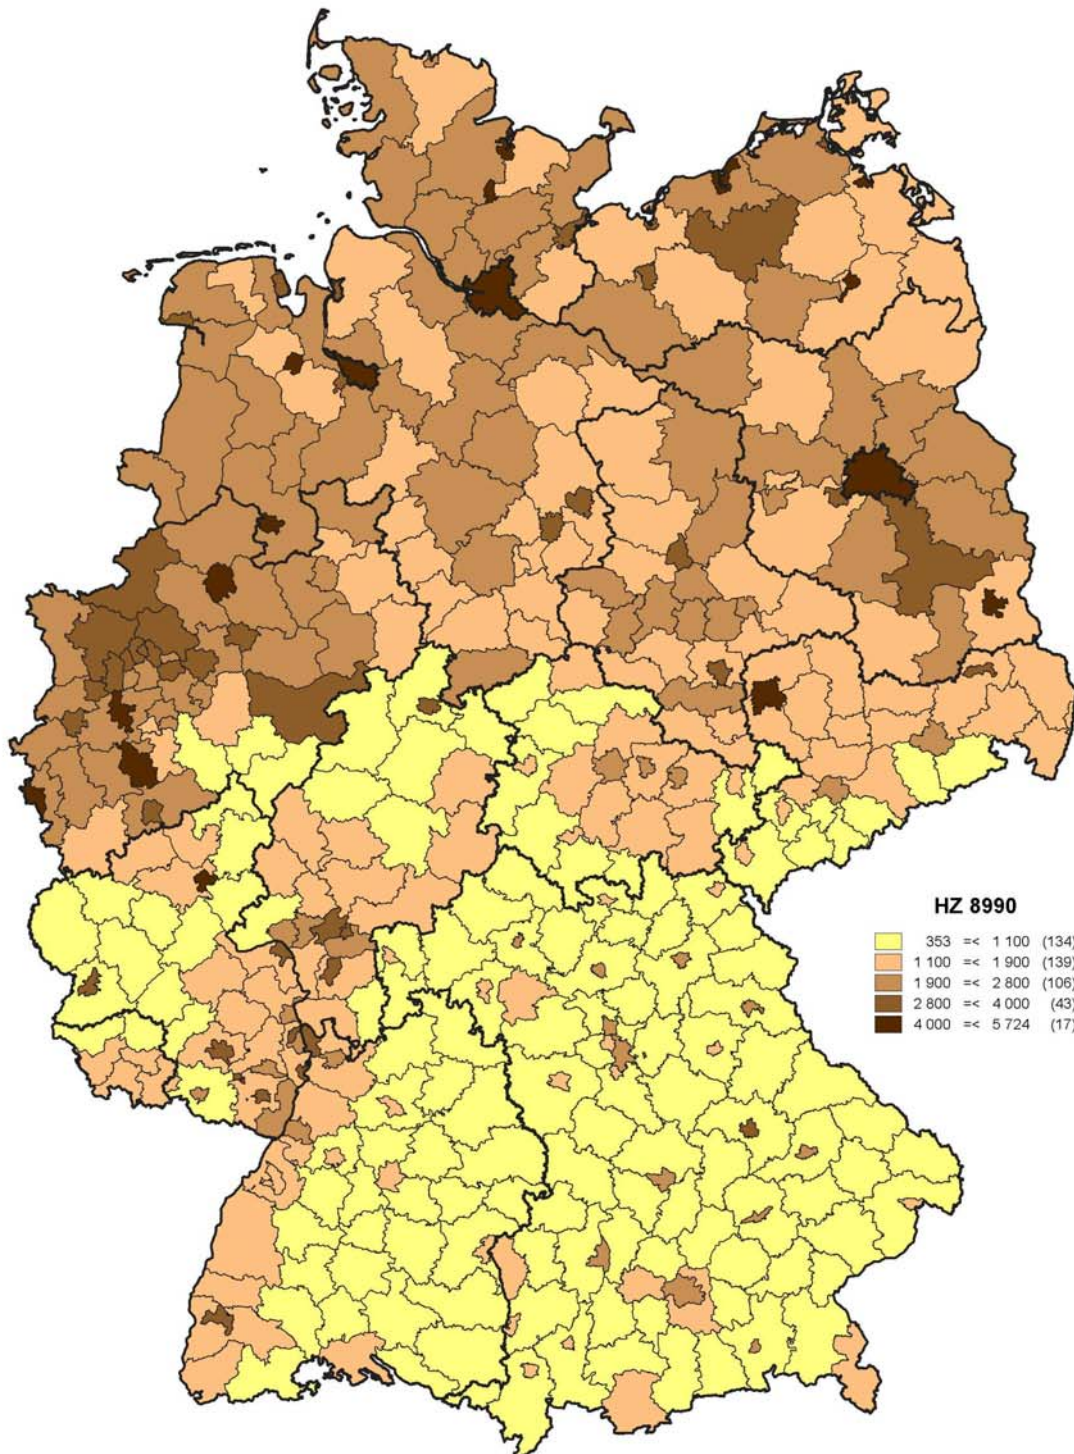 HZ 8990
353 =< 1 100 (134)
1 100 =< 1 900 (139)
1 900 =< 2 800 (106)
2 800 =< 4 000 (43)
4 000 =< 5 724 (17)